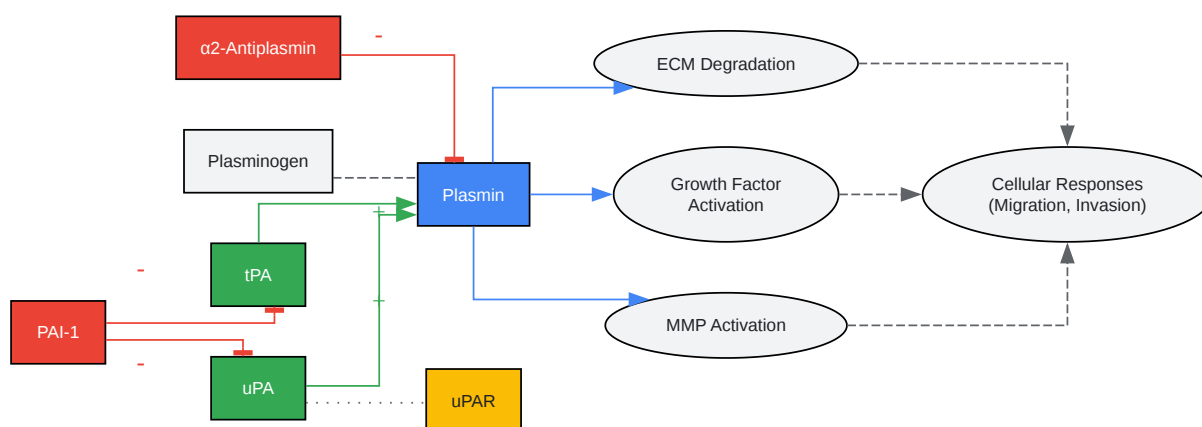 α2-Antiplasmin
-
ECM Degradation
Plasminogen
Plasmin
Growth Factor
Activation
Cellular Responses
(Migration, Invasion)
+
tPA
-
+
PAI-1
MMP Activation
-
uPA
uPAR